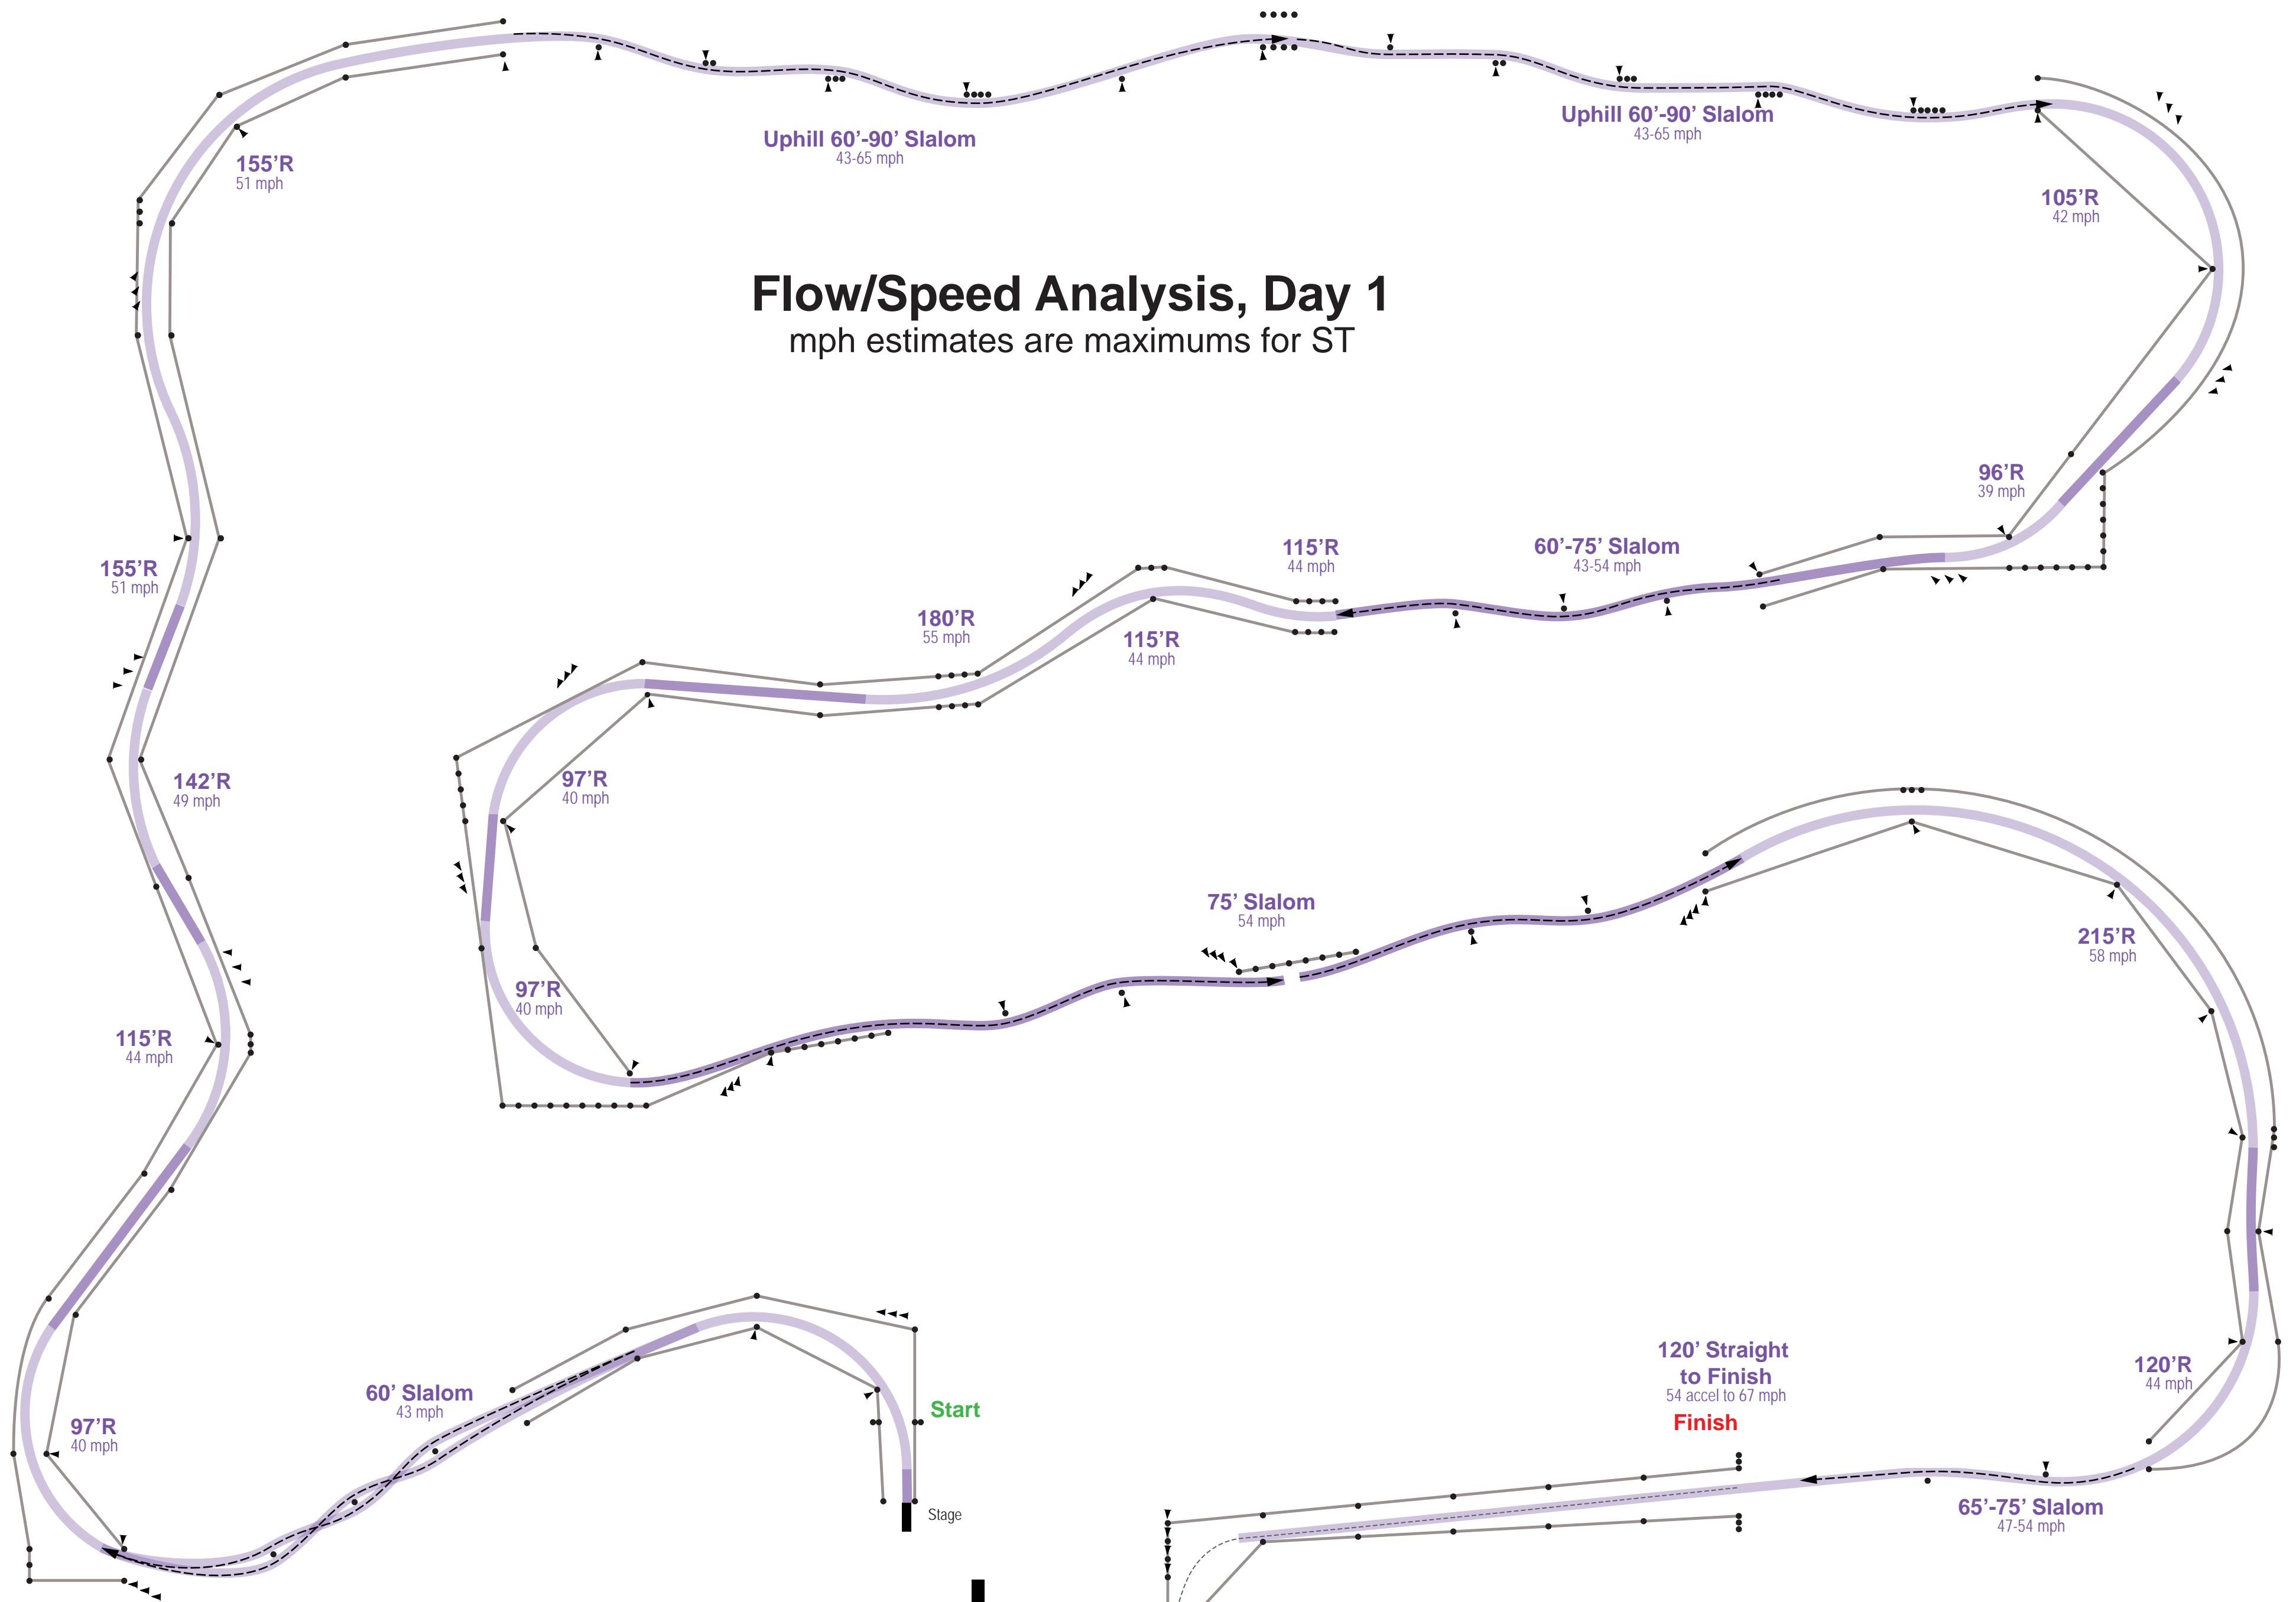 Uphill 60’-90’ Slalom
43-65 mph
Uphill 60’-90’ Slalom
43-65 mph
155’R
51 mph
105’R
42 mph
Flow/Speed Analysis, Day 1
mph estimates are maximums for ST
96’R
39 mph
60’-75’ Slalom
43-54 mph
115’R
44 mph
155’R
51 mph
180’R
55 mph
115’R
44 mph
142’R
49 mph
97’R
40 mph
75’ Slalom
54 mph
215’R
58 mph
97’R
40 mph
115’R
44 mph
120’ Straight
to Finish
54 accel to 67 mph
Finish
120’R
44 mph
60’ Slalom
43 mph
Start
97’R
40 mph
Stage
65’-75’ Slalom
47-54 mph